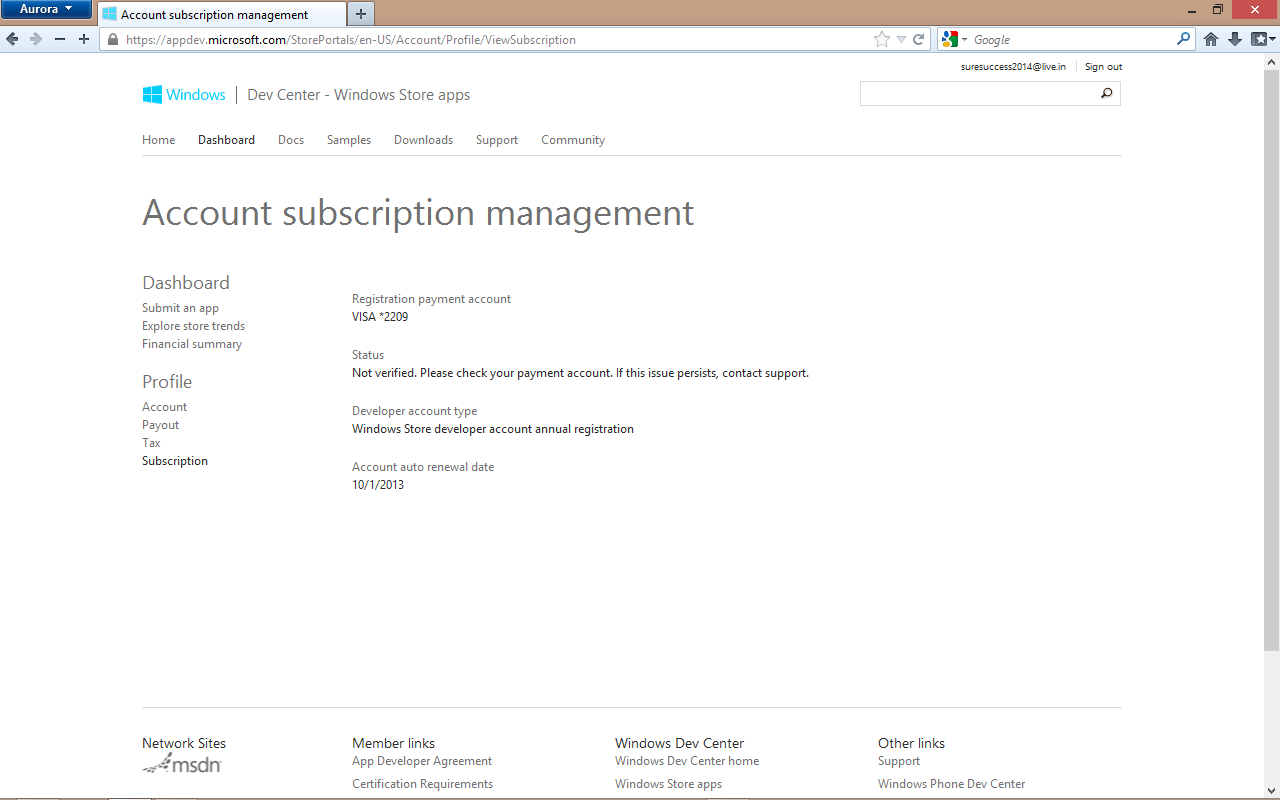 Aurora
Account subscription management
https://appdev.microsoft.com/StorePortals/en-US/Account/Profile/ViewSubscription
Google
suresuccess2014@live.in
Sign out
Windows
Dev Center - Windows Store apps
Home
Dashboard
Docs
Samples
Downloads
Support
Community
Account subscription management
Dashboard
Submit an app
Explore store trends
Financial summary
Profile
Account
Payout
Tax
Subscription
Registration payment account
VISA *2209
Status
Not verified. Please check your payment account. If this issue persists, contact support.
Developer account type
Windows Store developer account annual registration
Account auto renewal date
10/1/2013
Network Sites
msdn
Member links
App Developer Agreement
Certification Requirements
Windows Dev Center
Windows Dev Center home
Windows Store apps
Other links
Support
Windows Phone Dev Center